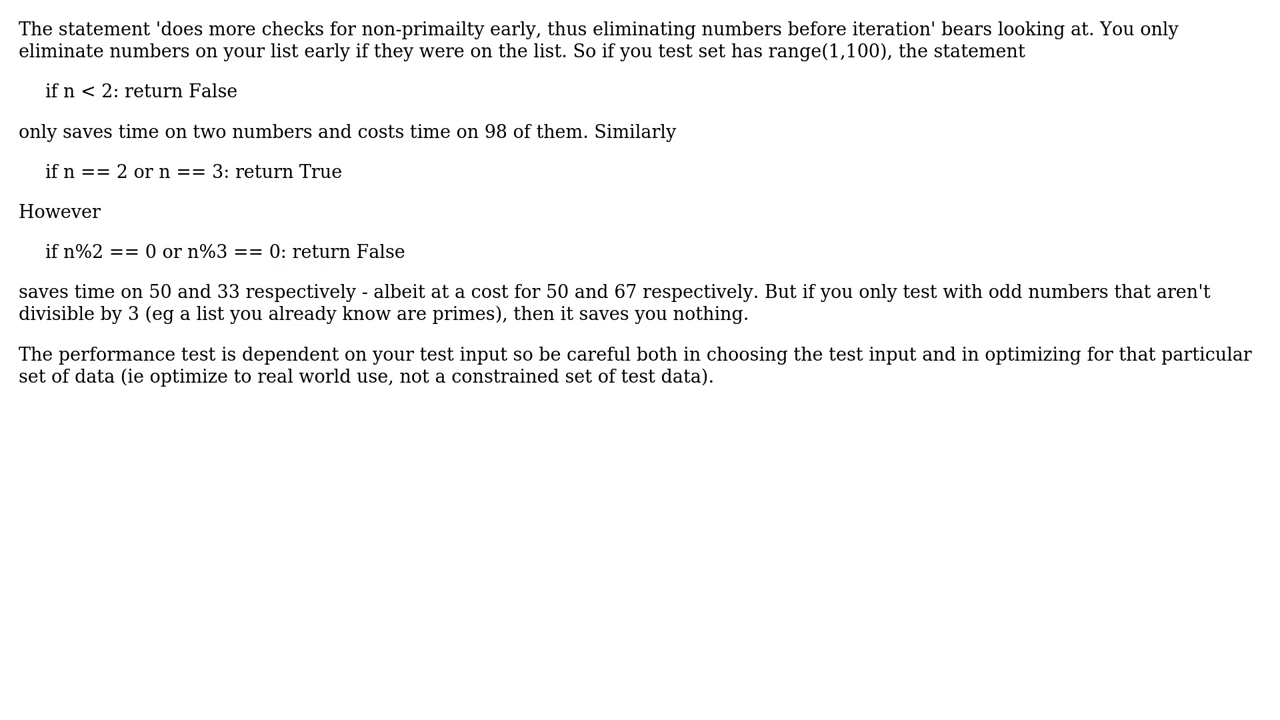 The statement 'does more checks for non-primailty early, thus eliminating numbers before iteration' bears looking at. You only
eliminate numbers on your list early if they were on the list. So if you test set has range(1,100), the statement
if n < 2: return False
only saves time on two numbers and costs time on 98 of them. Similarly
if n == 2 or n == 3: return True
However
if n%2 == 0 or n%3 == 0: return False
saves time on 50 and 33 respectively - albeit at a cost for 50 and 67 respectively. But if you only test with odd numbers that aren't
divisible by 3 (eg a list you already know are primes), then it saves you nothing.
The performance test is dependent on your test input so be careful both in choosing the test input and in optimizing for that particular
set of data (ie optimize to real world use, not a constrained set of test data).